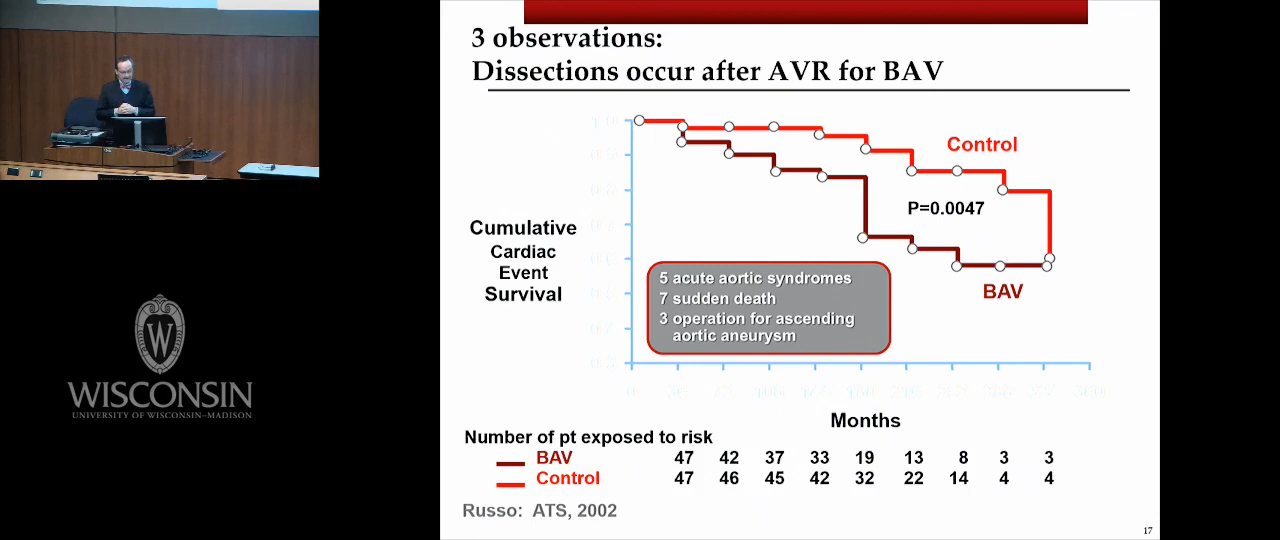 3 observations:
Dissections occur after AVR for BAV
Control
P=0.0047
Cumulative
Cardiac
Event
Survival
5 acute aortic syndromes
7 sudden death
3 operation for ascending
aortic aneurysm
BAV
Months
Number of pt exposed to risk
BAV 47 42 37 33 19 13 8 3 3
Control 47 46 45 42 32 22 14 4 4
Russo: ATS, 2002
17
W
WISCONSIN
UNIVERSITY OF WISCONSIN–MADISON